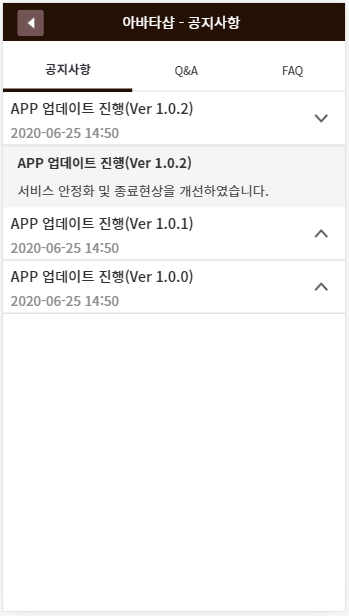 아바타샵 - 공지사항
공지사항 Q&A FAQ
APP 업데이트 진행(Ver 1.0.2)
2020-06-25 14:50
APP 업데이트 진행(Ver 1.0.2)
서비스 안정화 및 종료현상을 개선하였습니다.
APP 업데이트 진행(Ver 1.0.1)
2020-06-25 14:50
APP 업데이트 진행(Ver 1.0.0)
2020-06-25 14:50